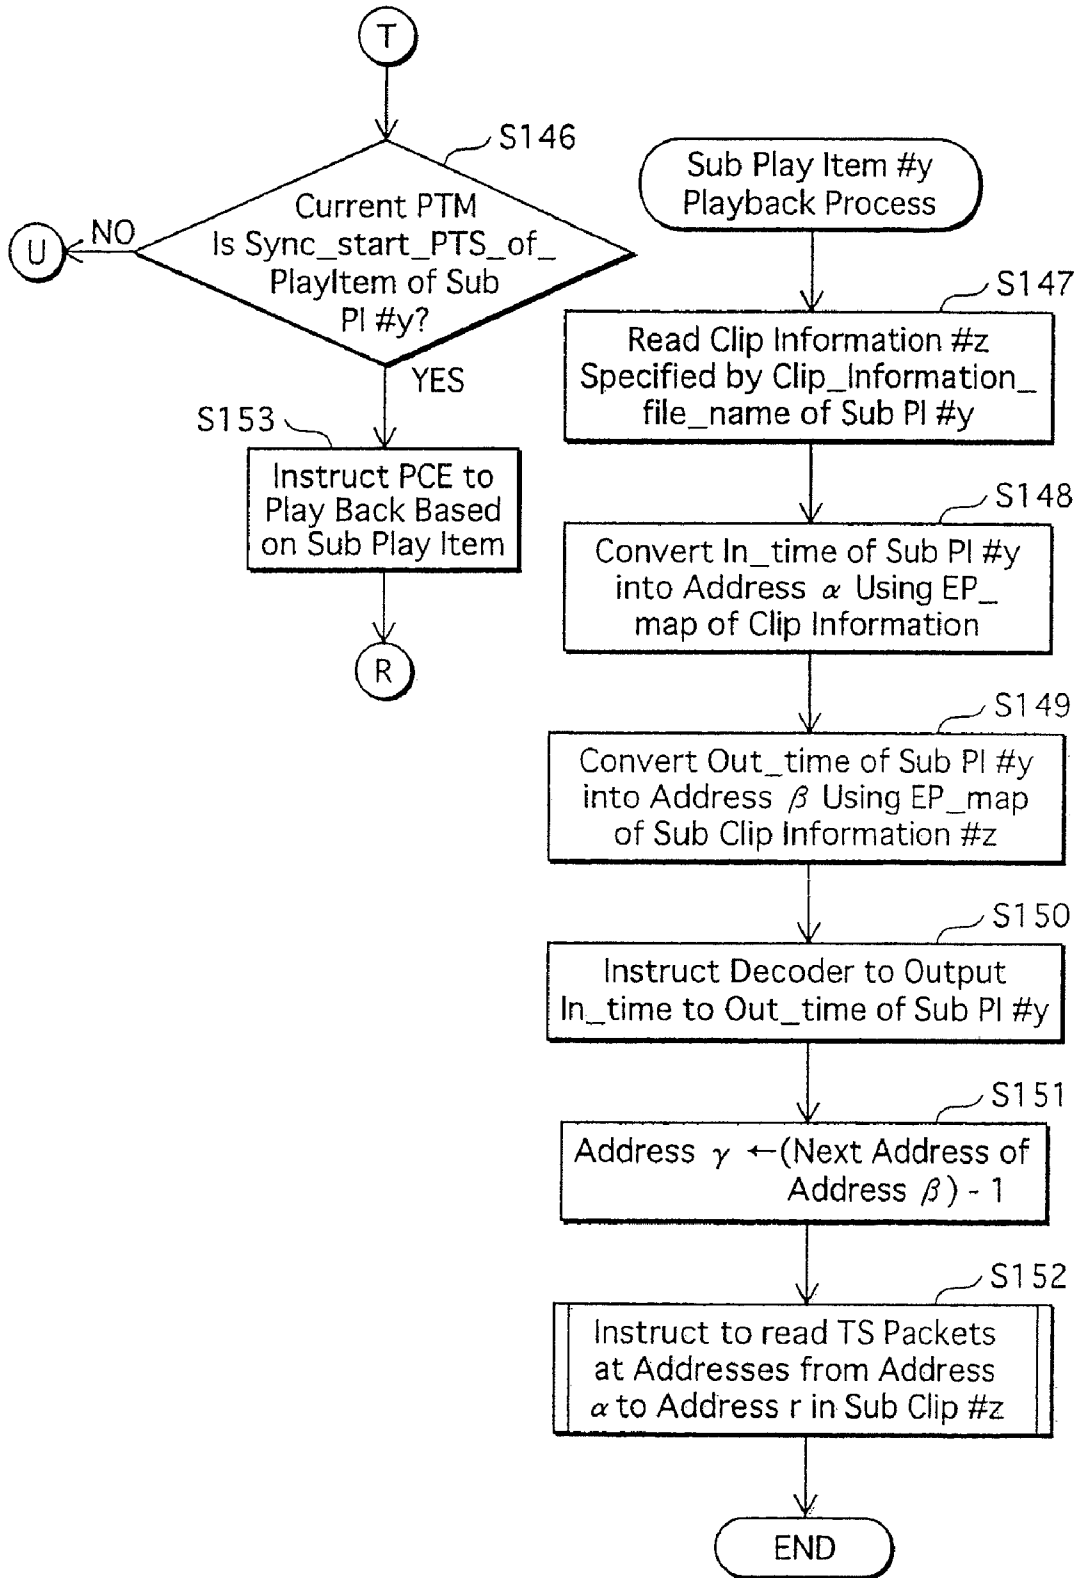 T
S146
Current PTM
Is Sync_start_PTS_of_
PlayItem of Sub
PI #y?
NO
U
YES
S153
Instruct PCE to
Play Back Based
on Sub Play Item
R
Sub Play Item #y
Playback Process
S147
Read Clip Information #z
Specified by Clip_Information_
file_name of Sub PI #y
S148
Convert In_time of Sub PI #y
into Address α Using EP_
map of Clip Information
S149
Convert Out_time of Sub PI #y
into Address β Using EP_map
of Sub Clip Information #z
S150
Instruct Decoder to Output
In_time to Out_time of Sub PI #y
S151
Address γ ←(Next Address of
Address β) - 1
S152
Instruct to read TS Packets
at Addresses from Address
α to Address r in Sub Clip #z
END